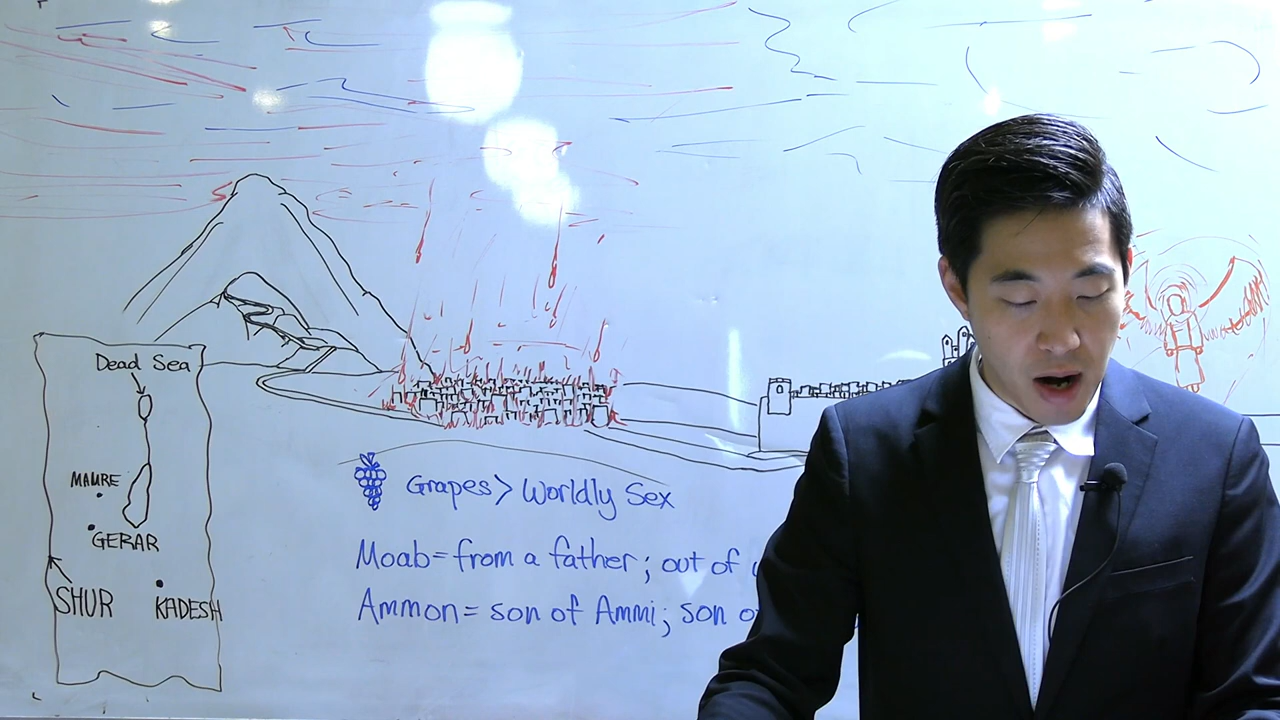 Dead Sea
MAMRE
GERAR
SHUR
KADESH
Grapes > Worldly Sex
Moab = from a father; out of
Ammon = son of Ammi; son